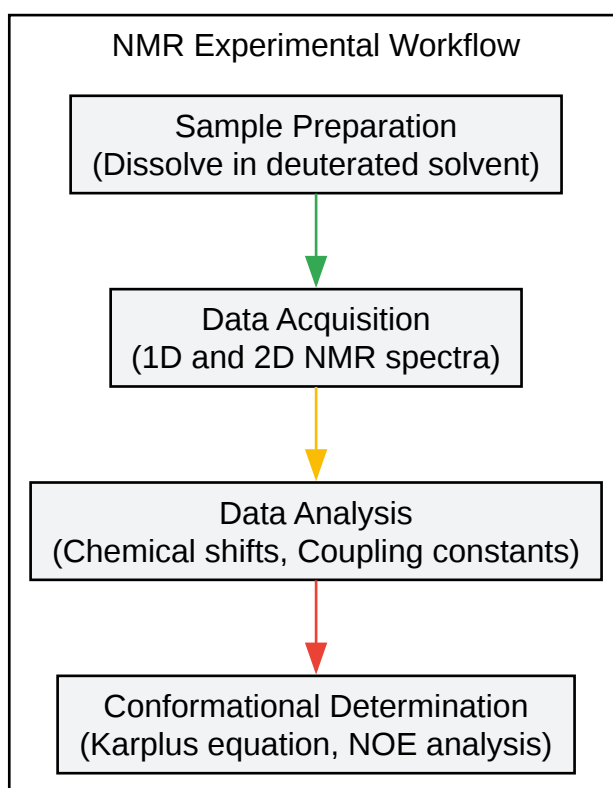 NMR Experimental Workflow
Sample Preparation
(Dissolve in deuterated solvent)
Data Acquisition
(1D and 2D NMR spectra)
Data Analysis
(Chemical shifts, Coupling constants)
Conformational Determination
(Karplus equation, NOE analysis)